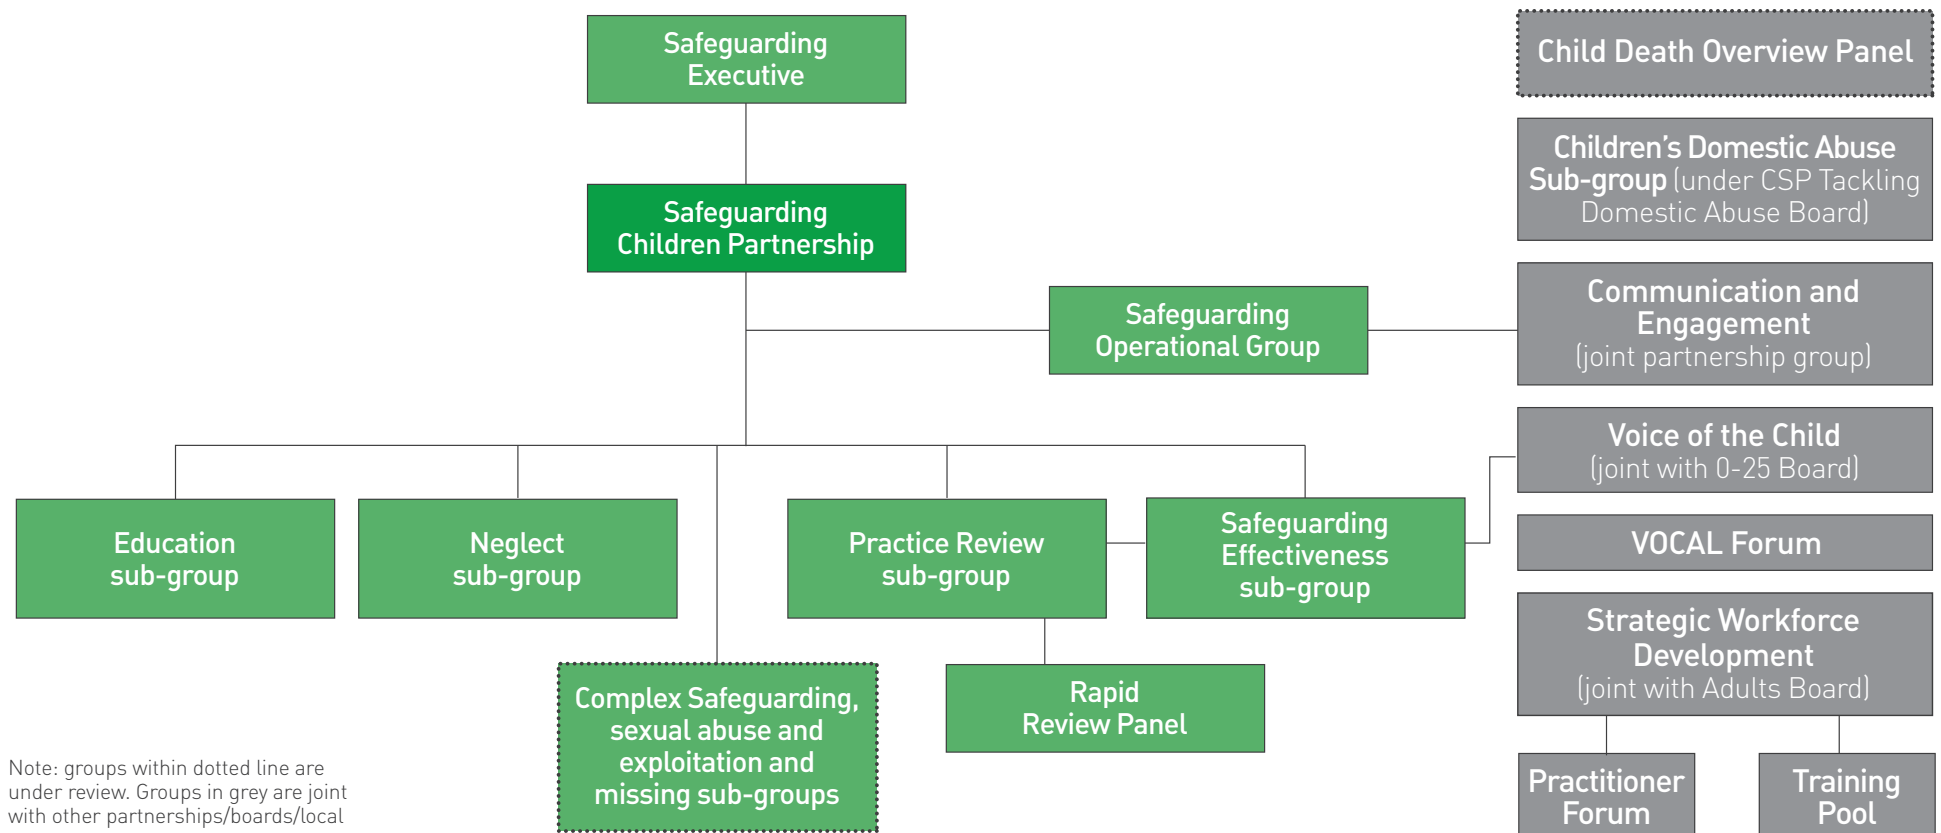 Safeguarding
Executive
Safeguarding
Children Partnership
Safeguarding
Operational Group
Education
sub-group
Neglect
sub-group
Practice Review
sub-group
Safeguarding
Effectiveness
sub-group
Complex Safeguarding,
sexual abuse and
exploitation and
missing sub-groups
Rapid
Review Panel
Child Death Overview Panel
Children’s Domestic Abuse
Sub-group (under CSP Tackling
Domestic Abuse Board)
Communication and
Engagement
(joint partnership group)
Voice of the Child
(joint with 0-25 Board)
VOCAL Forum
Strategic Workforce
Development
(joint with Adults Board)
Practitioner
Forum
Training
Pool
Note: groups within dotted line are
under review. Groups in grey are joint
with other partnerships/boards/local